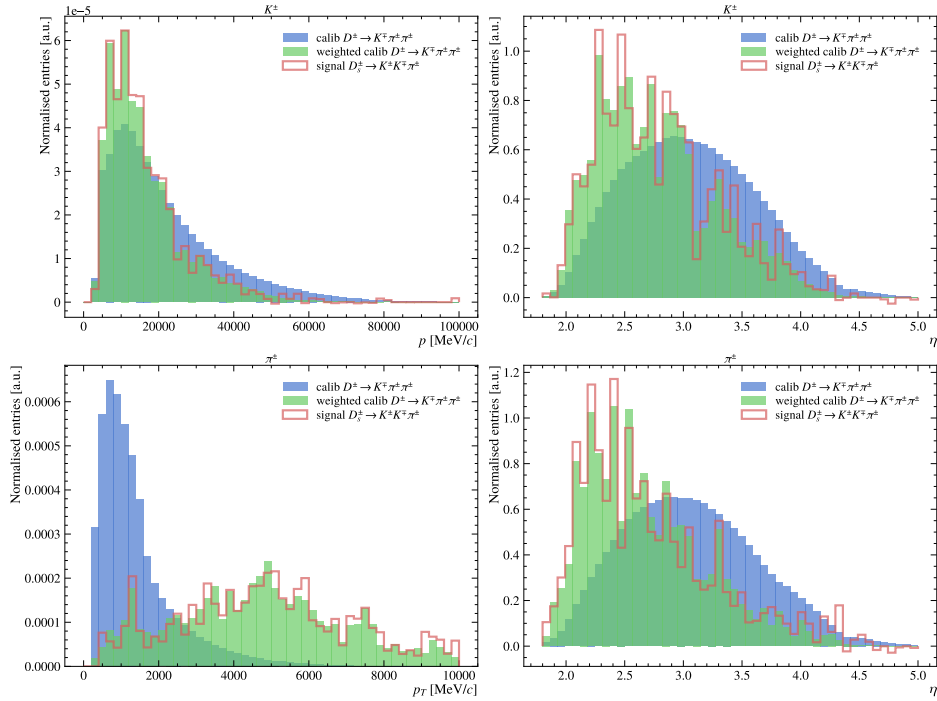 K±
1e−5
Normalised entries [a.u.]
calib D± → K∓π±π±
weighted calib D± → K∓π±π±
signal Ds± → K±K∓π±
6
5
4
3
2
1
0
0 20000 40000 60000 80000 100000
p [MeV/c]
K±
Normalised entries [a.u.]
calib D± → K∓π±π±
weighted calib D± → K∓π±π±
signal Ds± → K±K∓π±
1.0
0.8
0.6
0.4
0.2
0.0
2.0 2.5 3.0 3.5 4.0 4.5 5.0
η
π±
Normalised entries [a.u.]
calib D± → K∓π±π±
weighted calib D± → K∓π±π±
signal Ds± → K±K∓π±
0.0006
0.0005
0.0004
0.0003
0.0002
0.0001
0.0000
0 2000 4000 6000 8000 10000
pT [MeV/c]
π±
Normalised entries [a.u.]
calib D± → K∓π±π±
weighted calib D± → K∓π±π±
signal Ds± → K±K∓π±
1.2
1.0
0.8
0.6
0.4
0.2
0.0
2.0 2.5 3.0 3.5 4.0 4.5 5.0
η